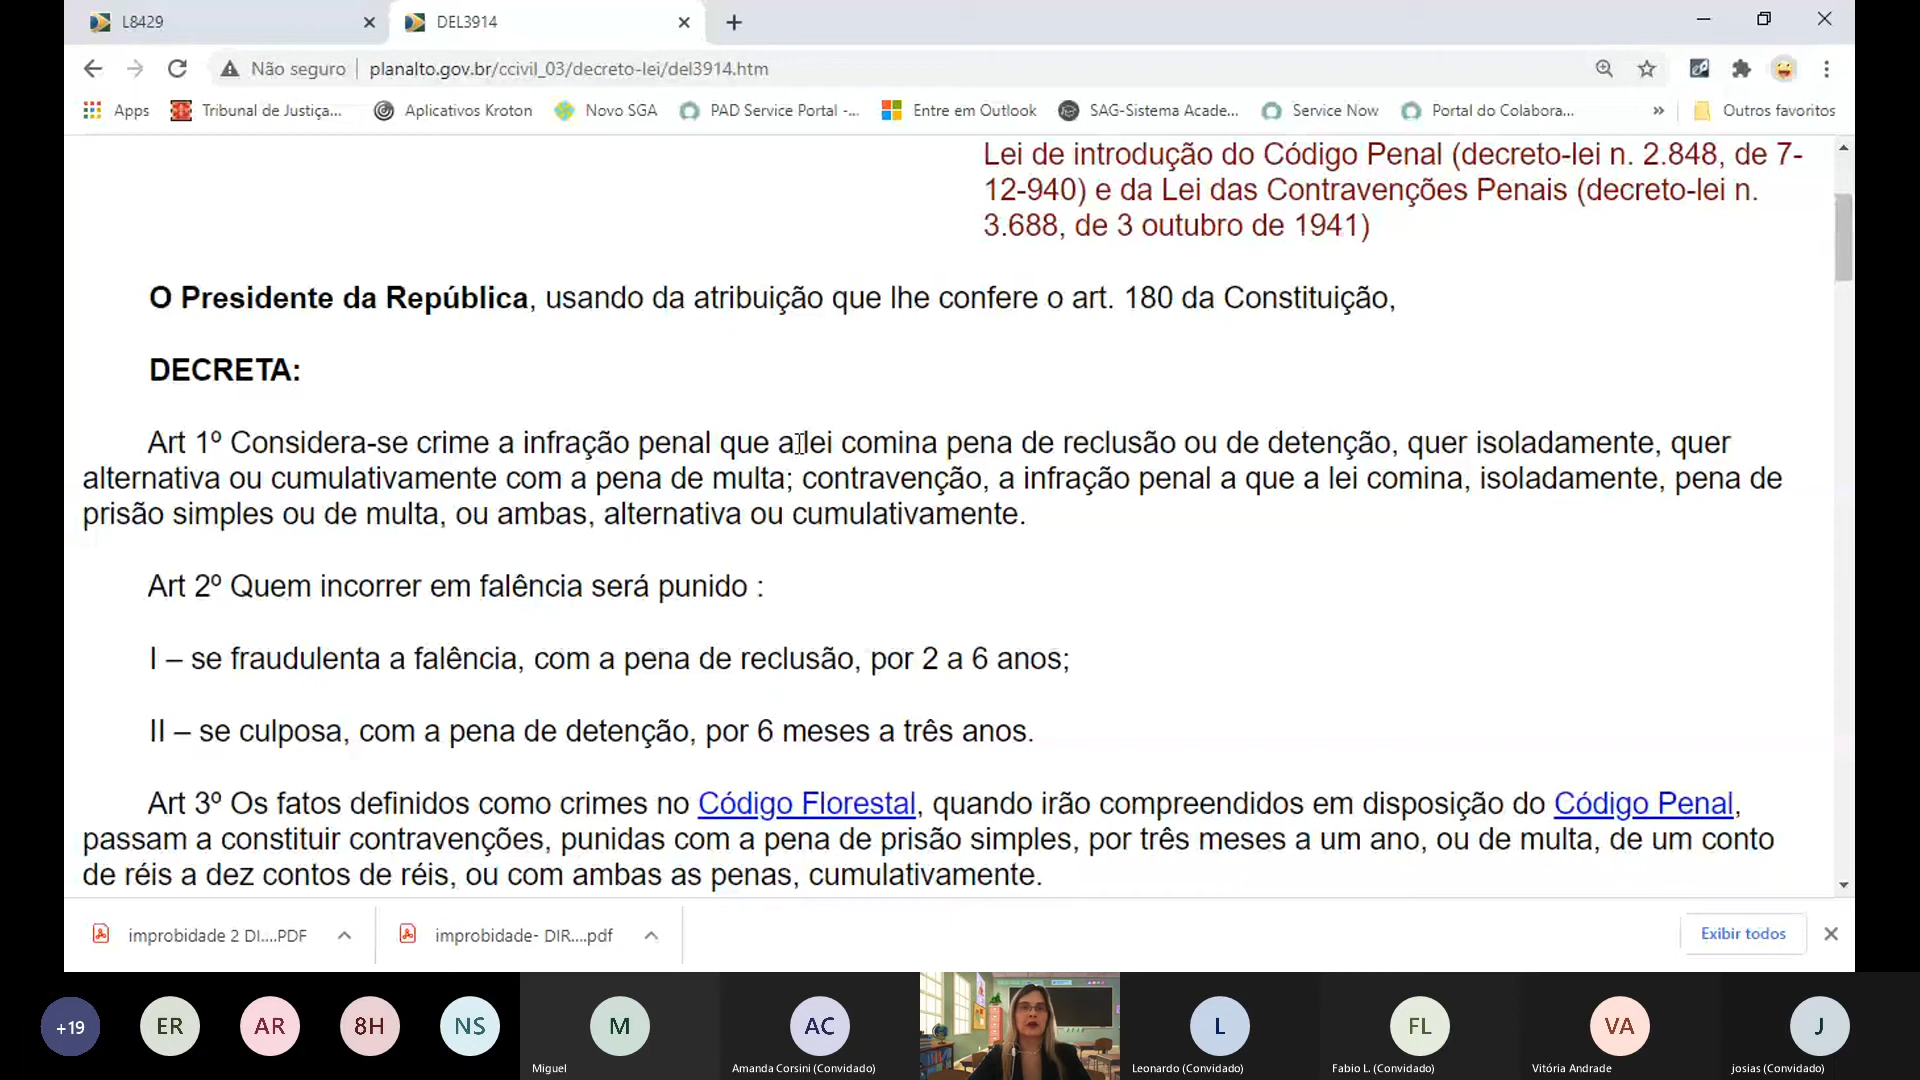 L8429
DEL3914
Não seguro
planalto.gov.br/ccivil_03/decreto-lei/del3914.htm
Apps
Tribunal de Justiça...
Aplicativos Kroton
Novo SGA
PAD Service Portal -...
Entre em Outlook
SAG-Sistema Acade...
Service Now
Portal do Colabora...
»
Outros favoritos
Lei de introdução do Código Penal (decreto-lei n. 2.848, de 7-
12-940) e da Lei das Contravenções Penais (decreto-lei n.
3.688, de 3 outubro de 1941)
O Presidente da República, usando da atribuição que lhe confere o art. 180 da Constituição,
DECRETA:
Art 1º Considera-se crime a infração penal que a lei comina pena de reclusão ou de detenção, quer isoladamente, quer
alternativa ou cumulativamente com a pena de multa; contravenção, a infração penal a que a lei comina, isoladamente, pena de
prisão simples ou de multa, ou ambas, alternativa ou cumulativamente.
Art 2º Quem incorrer em falência será punido :
I – se fraudulenta a falência, com a pena de reclusão, por 2 a 6 anos;
II – se culposa, com a pena de detenção, por 6 meses a três anos.
Art 3º Os fatos definidos como crimes no Código Florestal, quando irão compreendidos em disposição do Código Penal,
passam a constituir contravenções, punidas com a pena de prisão simples, por três meses a um ano, ou de multa, de um conto
de réis a dez contos de réis, ou com ambas as penas, cumulativamente.
improbidade 2 DI....PDF
improbidade- DIR....pdf
Exibir todos
+19
ER
AR
8H
NS
M
AC
L
FL
VA
J
Miguel
Amanda Corsini (Convidado)
Leonardo (Convidado)
Fabio L. (Convidado)
Vitória Andrade
josias (Convidado)